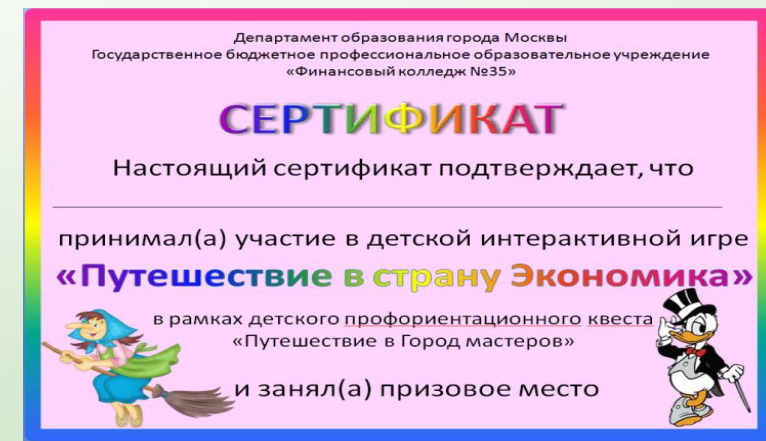 Департамент образования города Москвы
Государственное бюджетное профессиональное образовательное учреждение
«Финансовый колледж №35»
СЕРТИФИКАТ
Настоящий сертификат подтверждает, что
принимал(а) участие в детской интерактивной игре
«Путешествие в страну Экономика»
в рамках детского профориентационного квеста
«Путешествие в Город мастеров»
и занял(а) призовое место